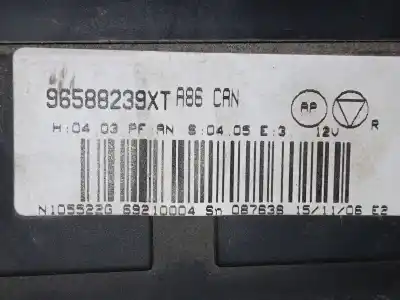 96588239XT A86 CAN
AP
H:04 03 PF:AN S:04.05 E:3 12V R
N105522G 69210004 Sn 087638 15/11/06 E2